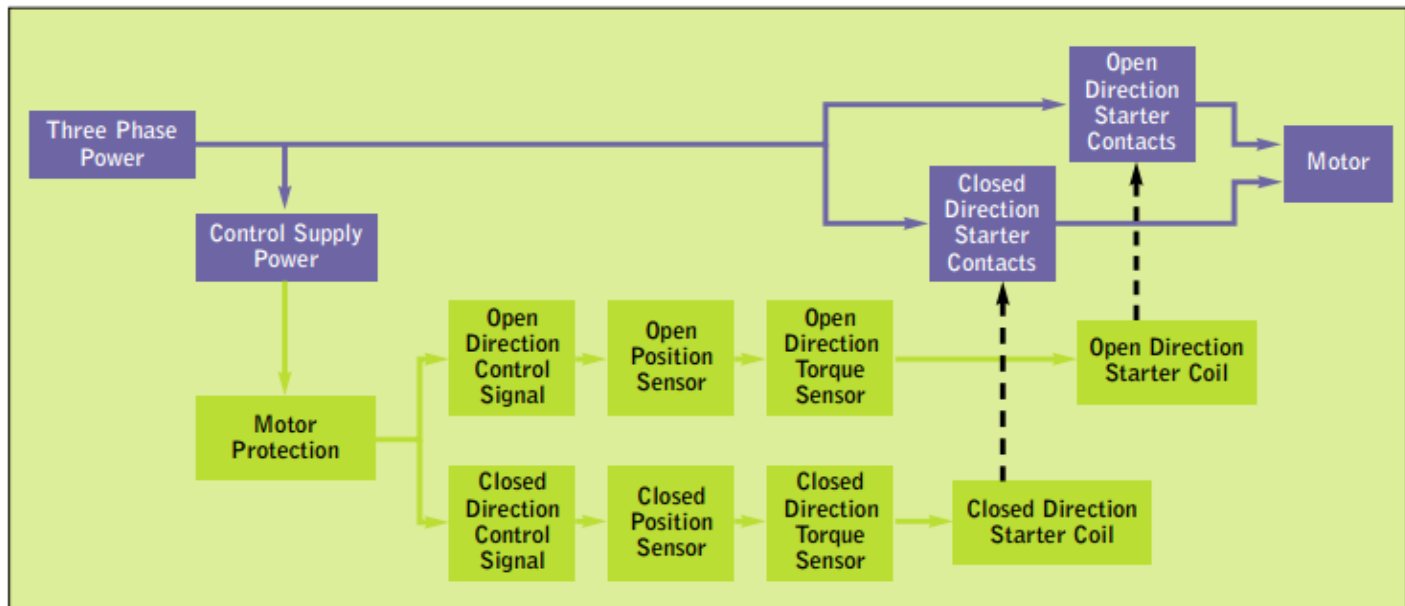 Three Phase
Power
Control Supply
Power
Open
Direction
Starter
Contacts
Closed
Direction
Starter
Contacts
Motor
Motor
Protection
Open
Direction
Control
Signal
Open
Position
Sensor
Open
Direction
Torque
Sensor
Open Direction
Starter Coil
Closed
Direction
Control
Signal
Closed
Position
Sensor
Closed
Direction
Torque
Sensor
Closed Direction
Starter Coil